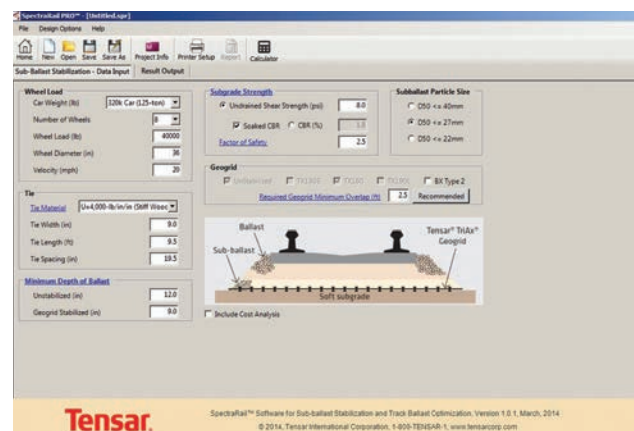 SpectraRail PRO™ - [Untitled.spr]
File Design Options Help
Home New Open Save Save As Project Info Printer Setup Report Calculator
Sub-Ballast Stabilization - Data Input Result Output
Wheel Load
Car Weight (lb) 320k Car (125-ton)
Number of Wheels 8
Wheel Load (lb) 40000
Wheel Diameter (in) 36
Velocity (mph) 20
Tie
Tie Material U=4,000-lb/in/in (Stiff
Tie Width (in) 9.0
Tie Length (ft) 9.5
Tie Spacing (in) 19.5
Minimum Depth of Ballast
Unstabilized (in) 12.0
Geogrid Stabilized (in) 9.0
Subgrade Strength
Undrained Shear Strength (psi) 8.0
Soaked CBR CBR (%)
Factor of Safety 2.5
Subballast Particle Size
D50 <= 40mm
D50 <= 27mm
D50 <= 22mm
Geogrid
Unstabilized BX Type 2
Required Geogrid Minimum Overlap (ft) 2.5 Recommended
Ballast
Sub-ballast
Tensar® TriAx®
Geogrid
Soft subgrade
Include Cost Analysis
Tensar.
SpectraRail™ Software for Sub-ballast Stabilization and Track Ballast Optimization, Version 1.0.1, March, 2014
© 2014, Tensar International Corporation, 1-800-TENSAR-1, www.tensarcorp.com